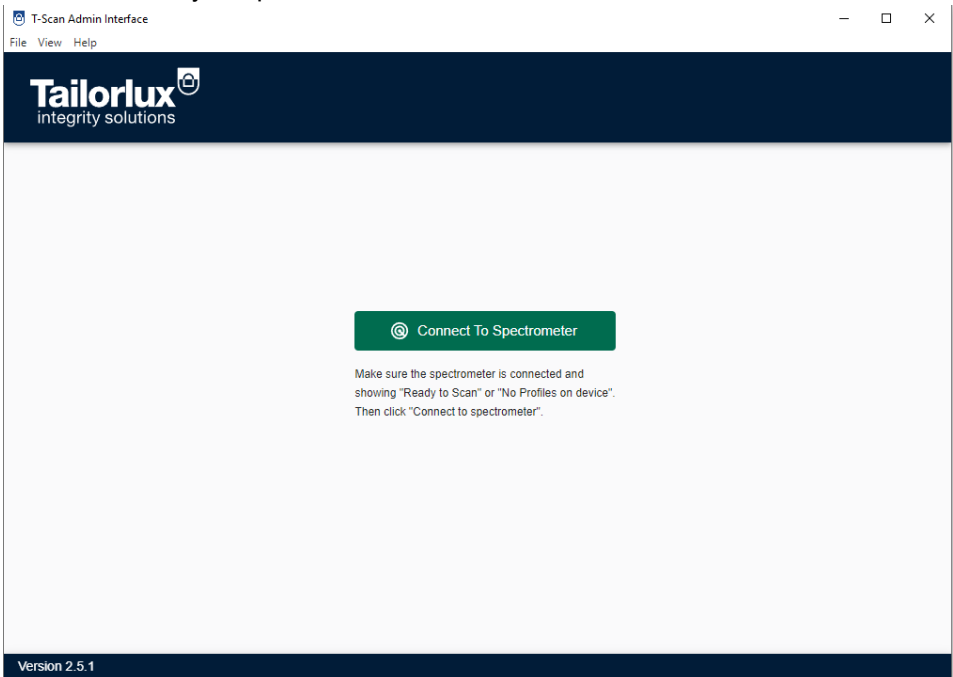 T-Scan Admin Interface
File View Help
Tailorlux
integrity solutions
Connect To Spectrometer
Make sure the spectrometer is connected and
showing "Ready to Scan" or "No Profiles on device".
Then click "Connect to spectrometer".
Version 2.5.1